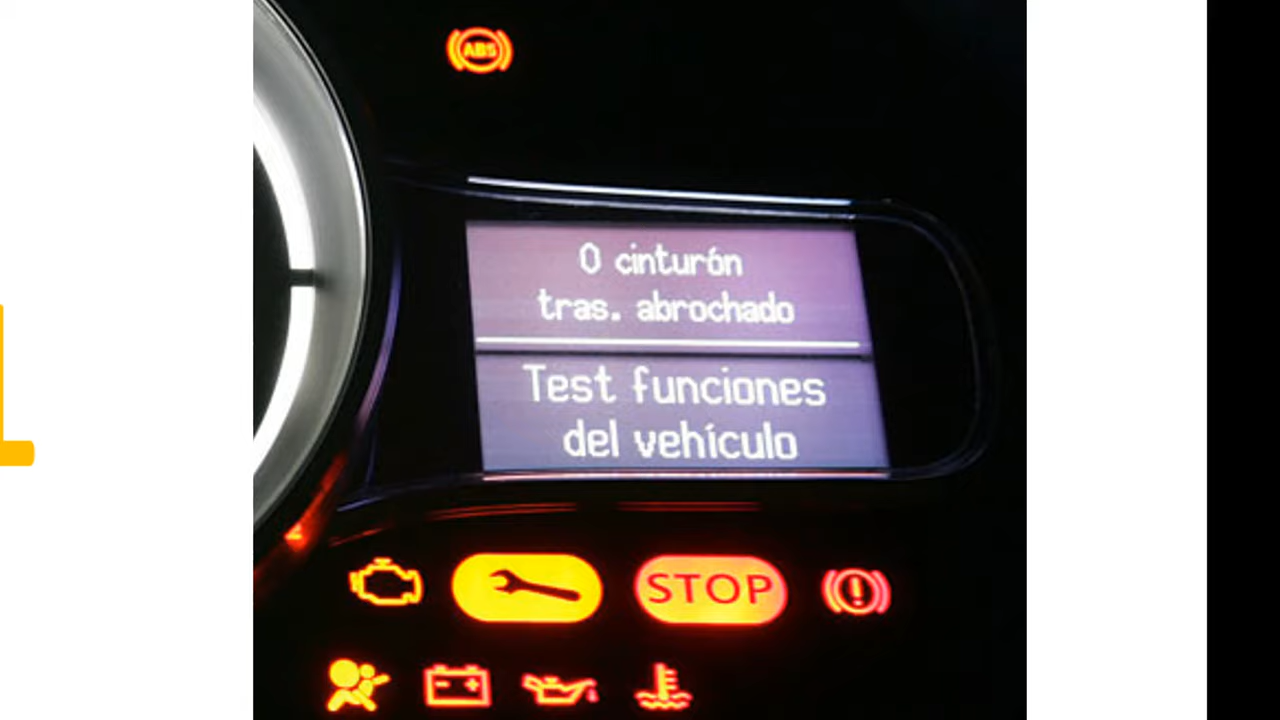 ABS
0 cinturón
tras. abrochado
Test funciones
del vehículo
STOP